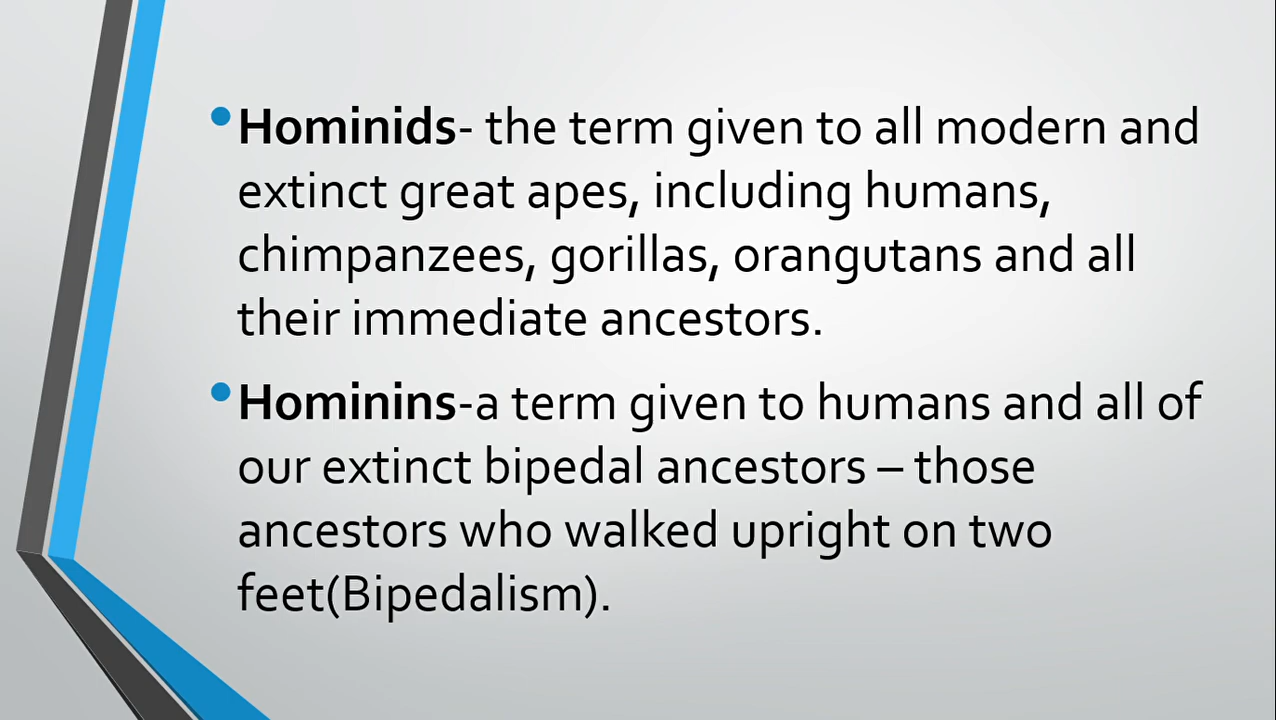 •Hominids- the term given to all modern and
extinct great apes, including humans,
chimpanzees, gorillas, orangutans and all
their immediate ancestors.
•Hominins-a term given to humans and all of
our extinct bipedal ancestors – those
ancestors who walked upright on two
feet(Bipedalism).